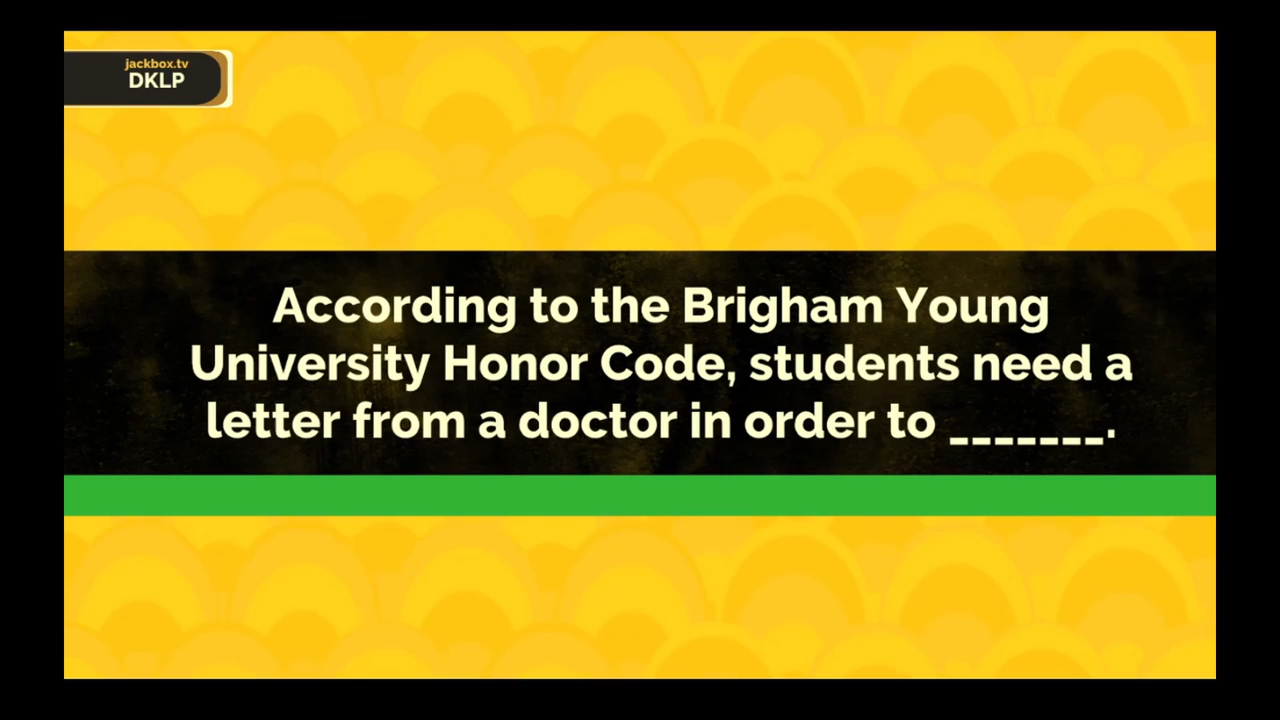 jackbox.tv
DKLP
According to the Brigham Young
University Honor Code, students need a
letter from a doctor in order to _______.